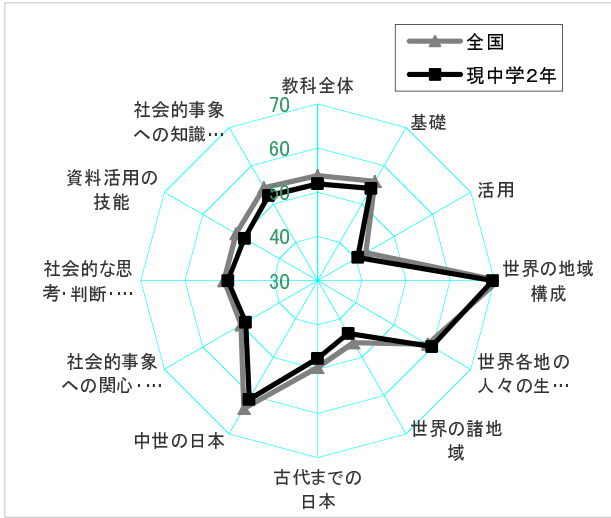 全国
現中学2年
教科全体
基礎
活用
世界の地域
構成
世界各地の
人々の生…
世界の諸地
域
古代までの
日本
中世の日本
社会的事象
への関心・…
社会的な思
考・判断・…
資料活用の
技能
社会的事象
への知識…
70
60
50
40
30